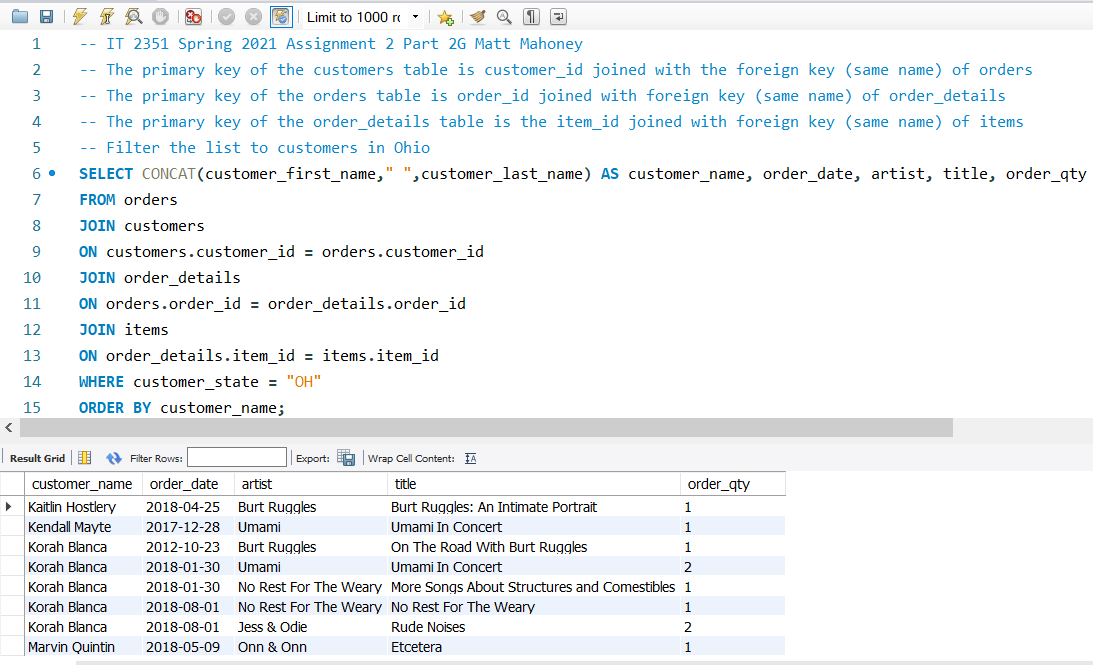 Limit to 1000 ro
1 -- IT 2351 Spring 2021 Assignment 2 Part 2G Matt Mahoney
2 -- The primary key of the customers table is customer_id joined with the foreign key (same name) of orders
3 -- The primary key of the orders table is order_id joined with foreign key (same name) of order_details
4 -- The primary key of the order_details table is the item_id joined with foreign key (same name) of items
5 -- Filter the list to customers in Ohio
6 SELECT CONCAT(customer_first_name," ",customer_last_name) AS customer_name, order_date, artist, title, order_qty
7 FROM orders
8 JOIN customers
9 ON customers.customer_id = orders.customer_id
10 JOIN order_details
11 ON orders.order_id = order_details.order_id
12 JOIN items
13 ON order_details.item_id = items.item_id
14 WHERE customer_state = "OH"
15 ORDER BY customer_name;
Result Grid Filter Rows: Export: Wrap Cell Content: IA
customer_name order_date artist title order_qty
Kaitlin Hostlery 2018-04-25 Burt Ruggles Burt Ruggles: An Intimate Portrait 1
Kendall Mayte 2017-12-28 Umami Umami In Concert 1
Korah Blanca 2012-10-23 Burt Ruggles On The Road With Burt Ruggles 1
Korah Blanca 2018-01-30 Umami Umami In Concert 2
Korah Blanca 2018-01-30 No Rest For The Weary More Songs About Structures and Comestibles 1
Korah Blanca 2018-08-01 No Rest For The Weary No Rest For The Weary 1
Korah Blanca 2018-08-01 Jess & Odie Rude Noises 2
Marvin Quintin 2018-05-09 Onn & Onn Etcetera 1